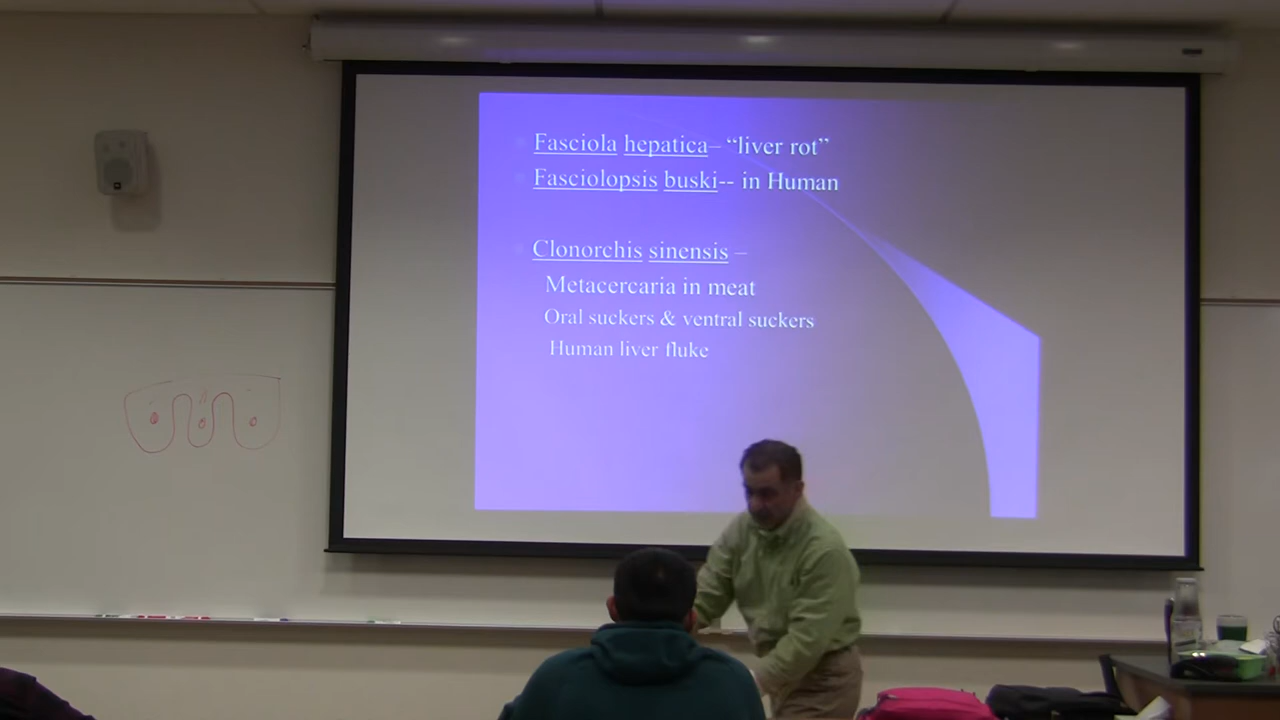 Fasciola hepatica– “liver rot”
Fasciolopsis buski-- in Human
Clonorchis sinensis –
Metacercaria in meat
Oral suckers & ventral suckers
Human liver fluke